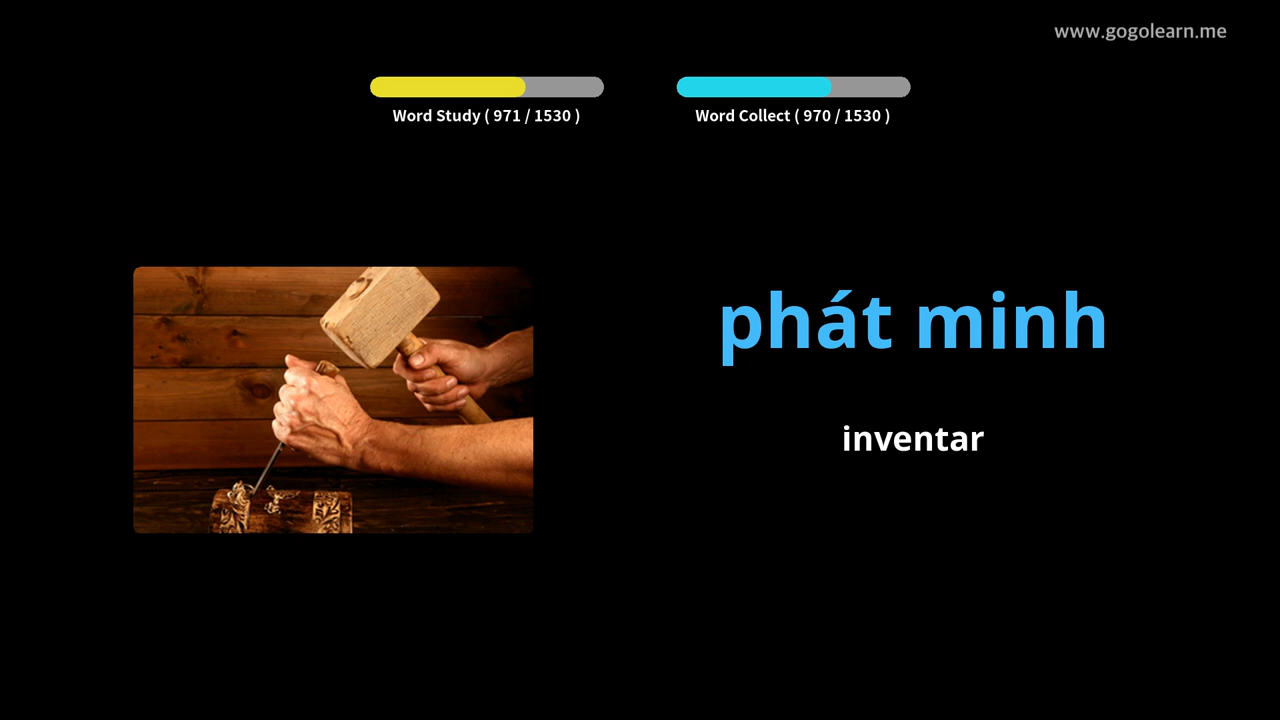 www.gogolearn.me
Word Study ( 971 / 1530 )
Word Collect ( 970 / 1530 )
phát minh
inventar